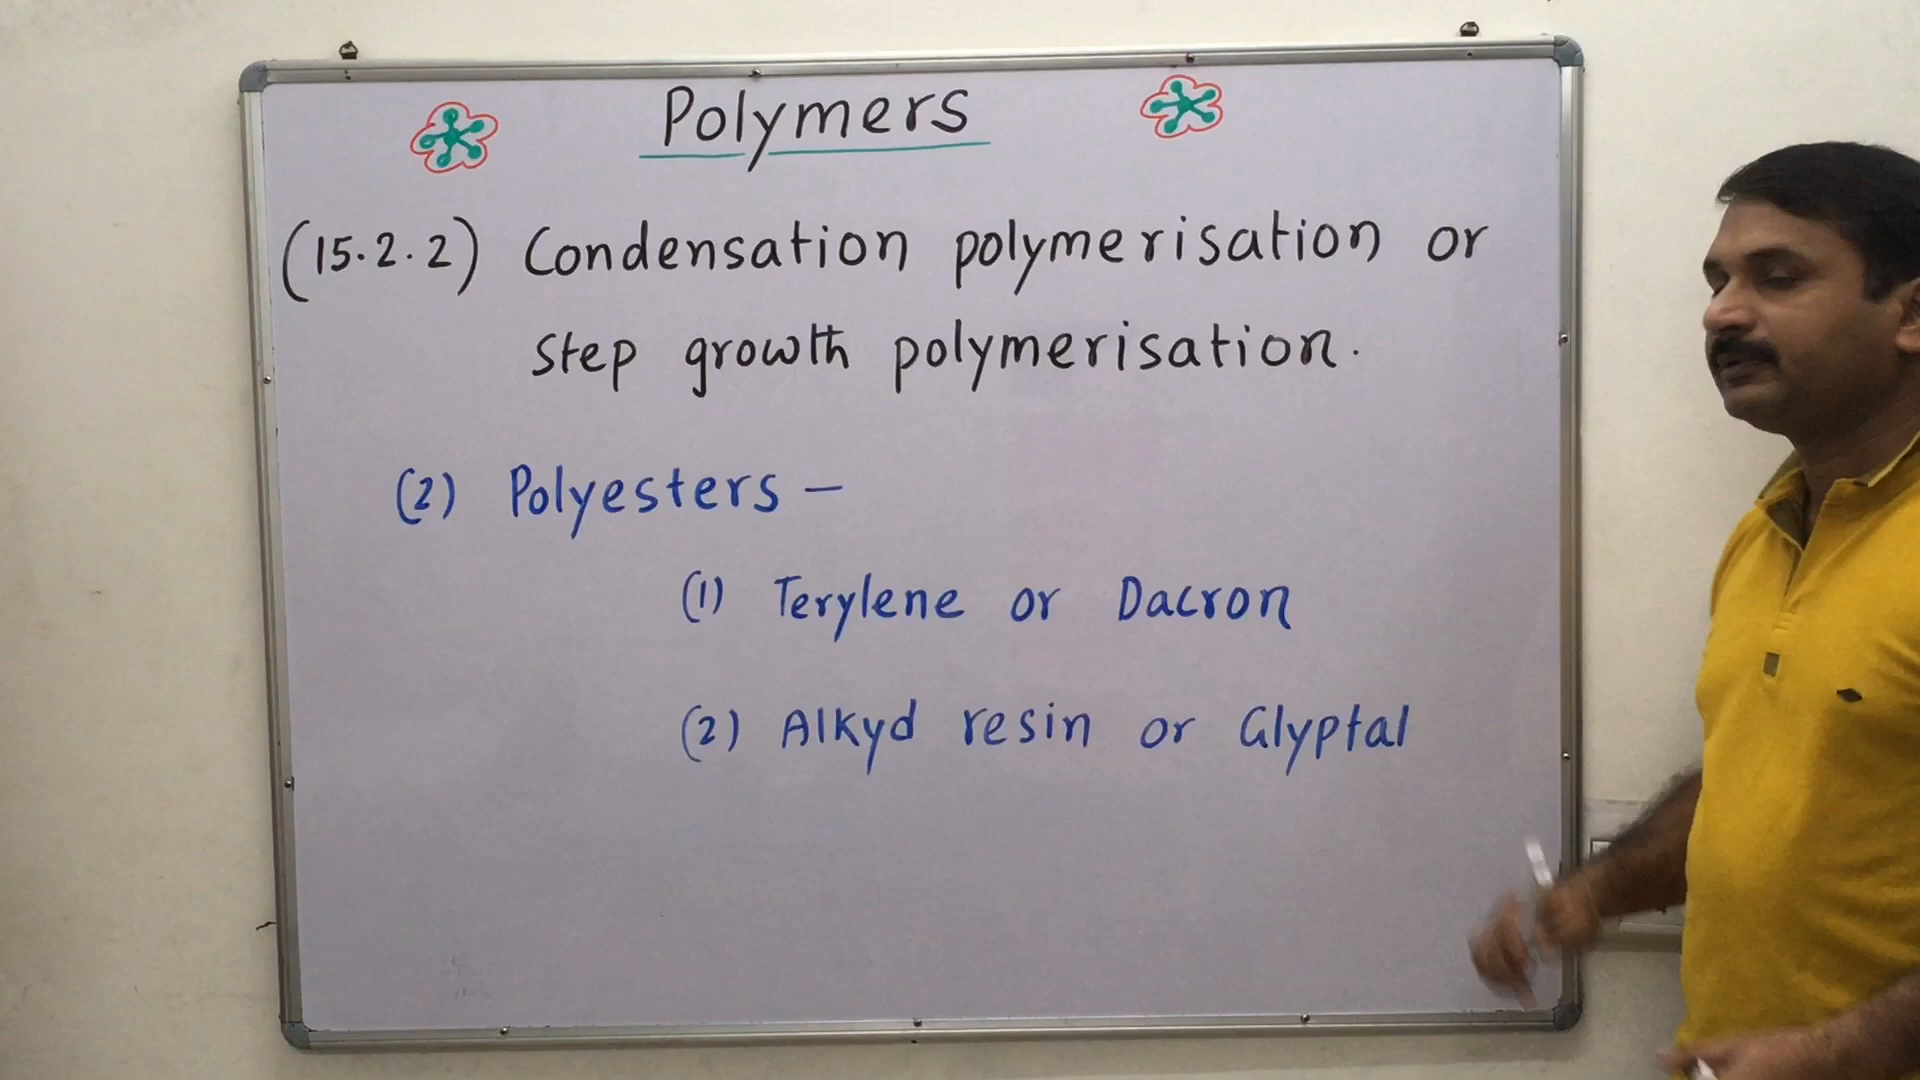 Polymers
(15.2.2) Condensation polymerisation or
step growth polymerisation.
(2) Polyesters –
(1) Terylene or Dacron
(2) Alkyd resin or Glyptal